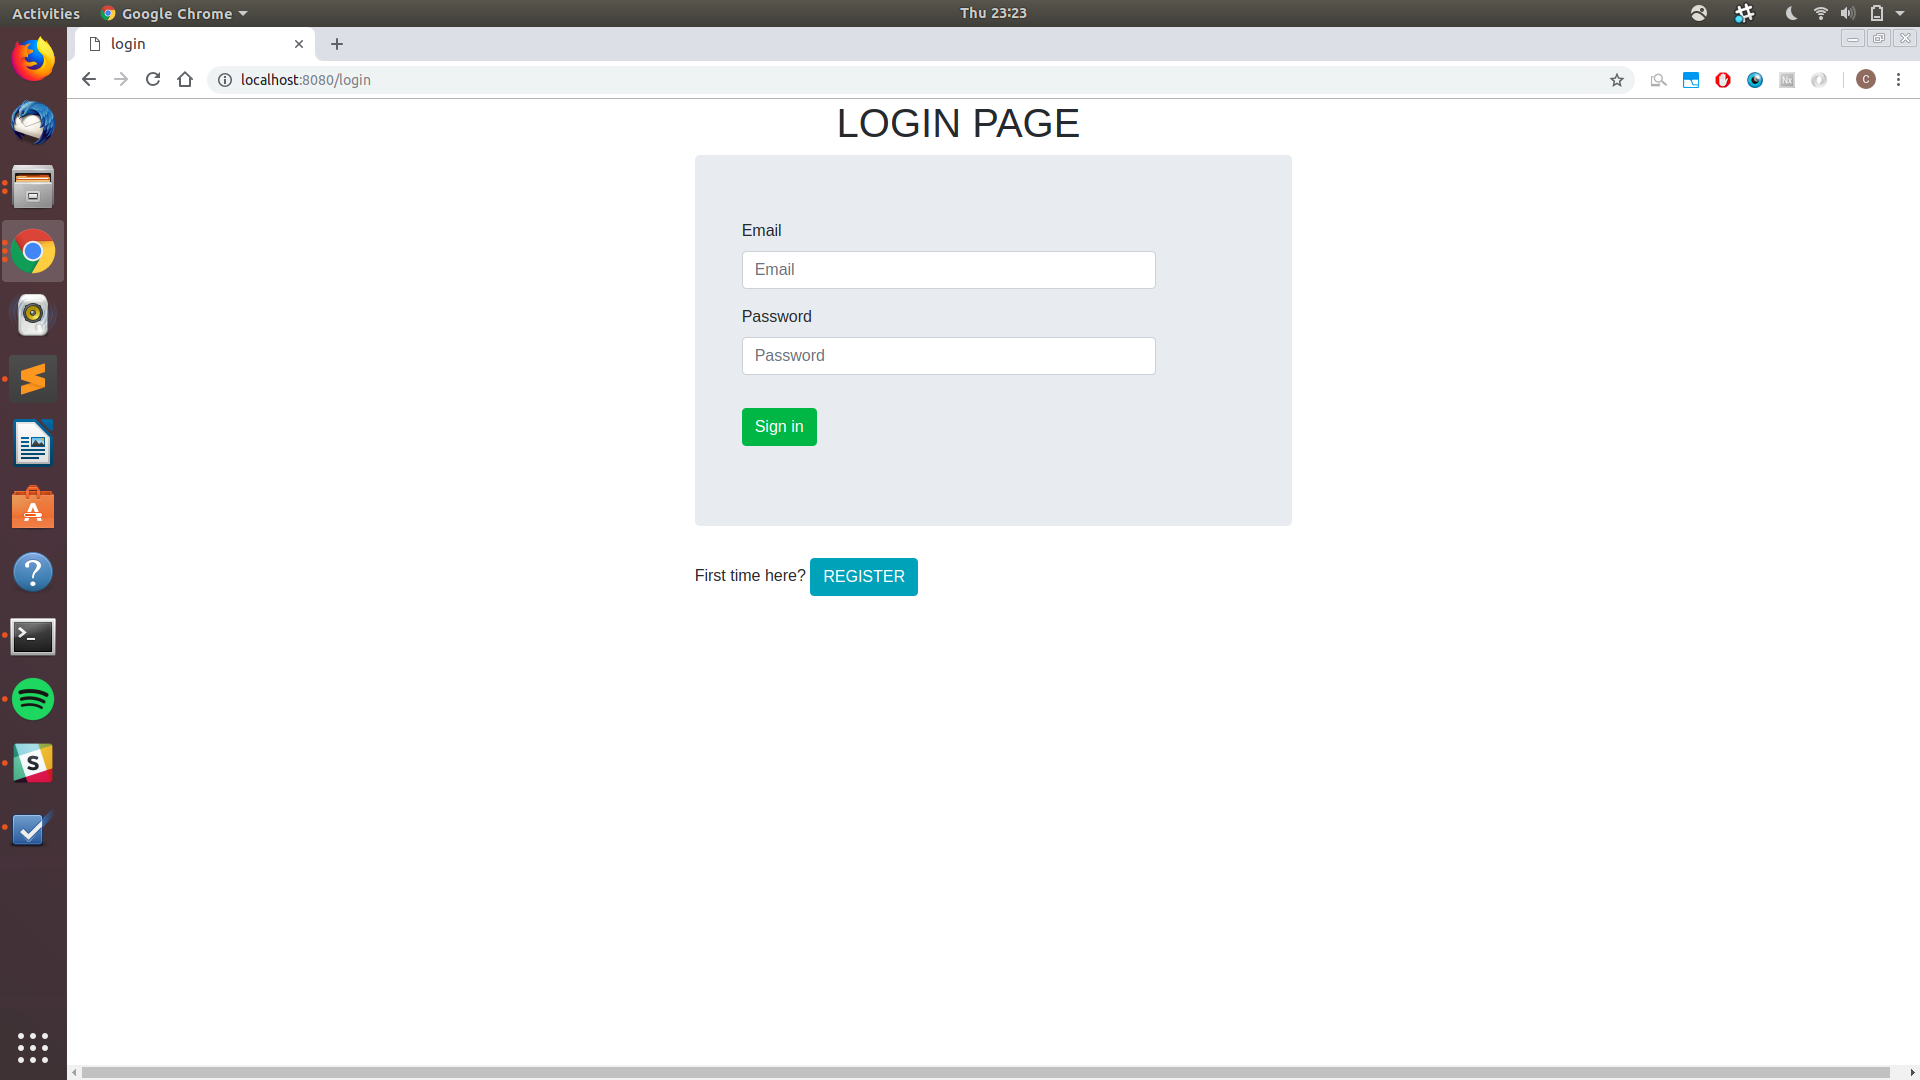 Activities
Google Chrome
Thu 23:23
login
localhost:8080/login
Nx
C
LOGIN PAGE
Email
Email
Password
Password
Sign in
First time here? REGISTER